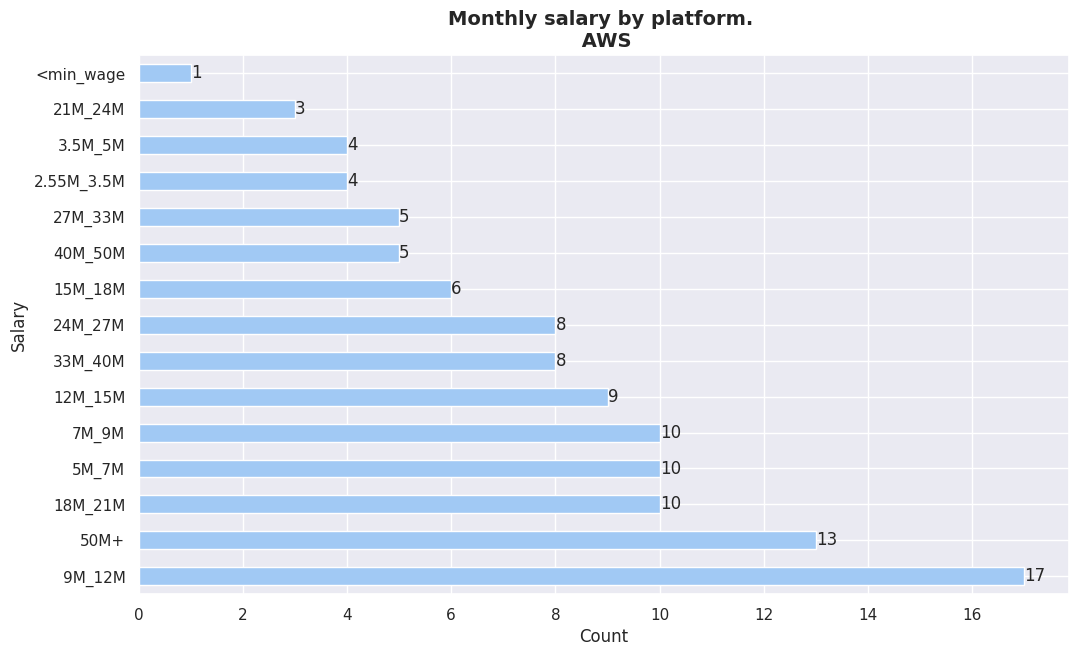 Monthly salary by platform.
AWS
Salary
<min_wage 1
21M_24M 3
3.5M_5M 4
2.55M_3.5M 4
27M_33M 5
40M_50M 5
15M_18M 6
24M_27M 8
33M_40M 8
12M_15M 9
7M_9M 10
5M_7M 10
18M_21M 10
50M+ 13
9M_12M 17
0 2 4 6 8 10 12 14 16
Count